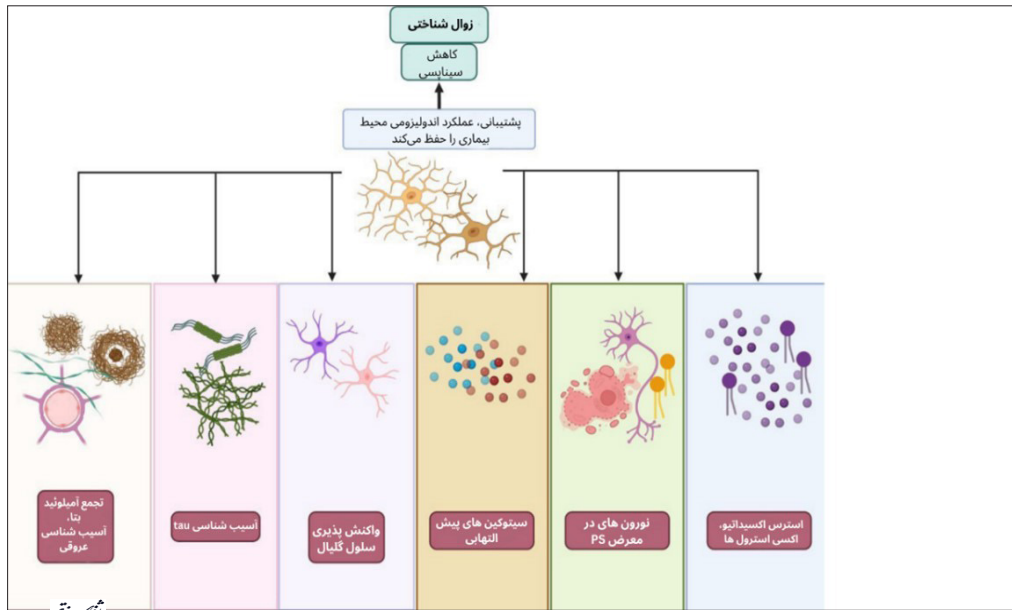 زوال شناختی
کاهش
سیناپسی
پشتیبانی، عملکرد اندولیزومی محیط
بیماری را حفظ می‌کند
تجمع آمیلوئید
بتا،
آسیب شناسی
عروقی
آسیب شناسی tau
واکنش پذیری
سلول گلیال
سیتوکین های پیش
التهابی
نورون های در
معرض PS
استرس اکسیداتیو،
اکسی استرول ها